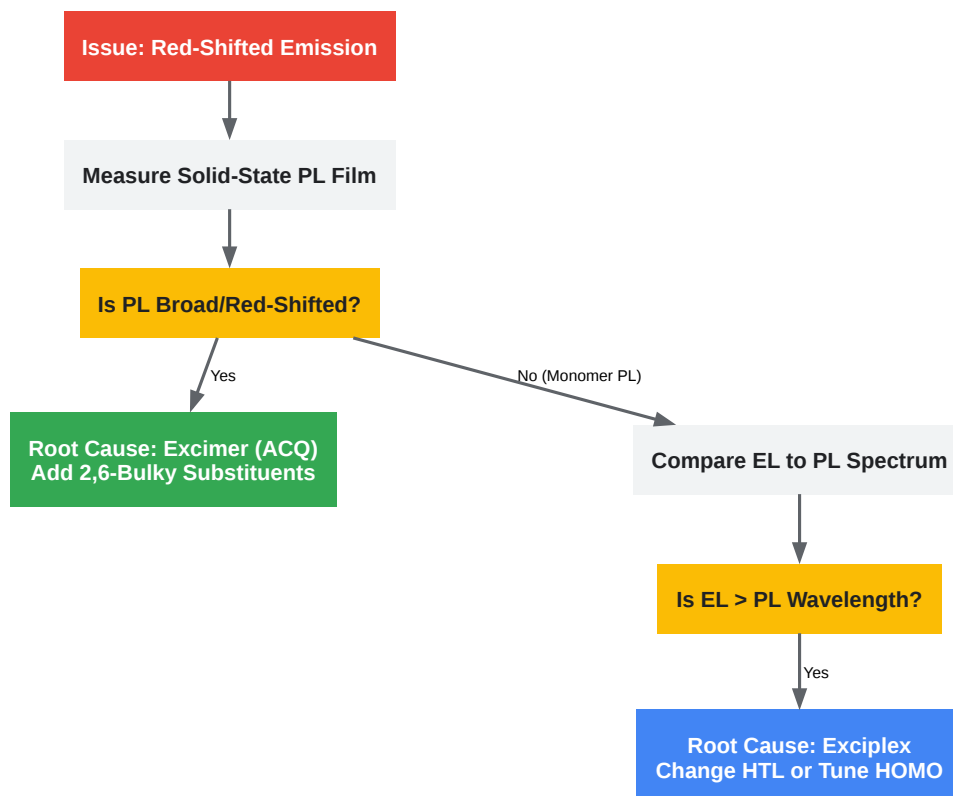 Issue: Red-Shifted Emission
Measure Solid-State PL Film
Is PL Broad/Red-Shifted?
Yes
No (Monomer PL)
Root Cause: Excimer (ACQ)
Add 2,6-Bulky Substituents
Compare EL to PL Spectrum
Is EL > PL Wavelength?
Yes
Root Cause: Exciplex
Change HTL or Tune HOMO